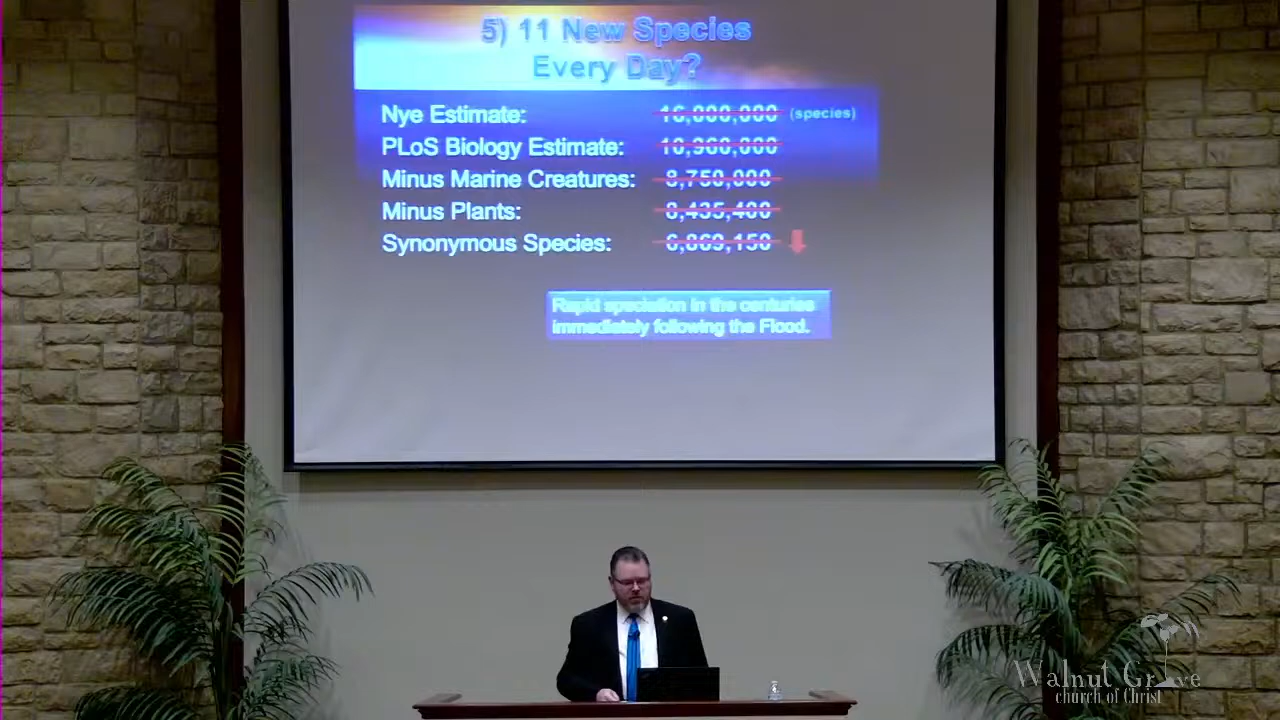 5) 11 New Species
Every Day?
Nye Estimate: 16,000,000 (species)
PLoS Biology Estimate: 10,960,000
Minus Marine Creatures: 8,750,000
Minus Plants: 8,435,400
Synonymous Species: 6,869,150
Rapid speciation in the centuries
immediately following the Flood.
Walnut Grove
church of Christ